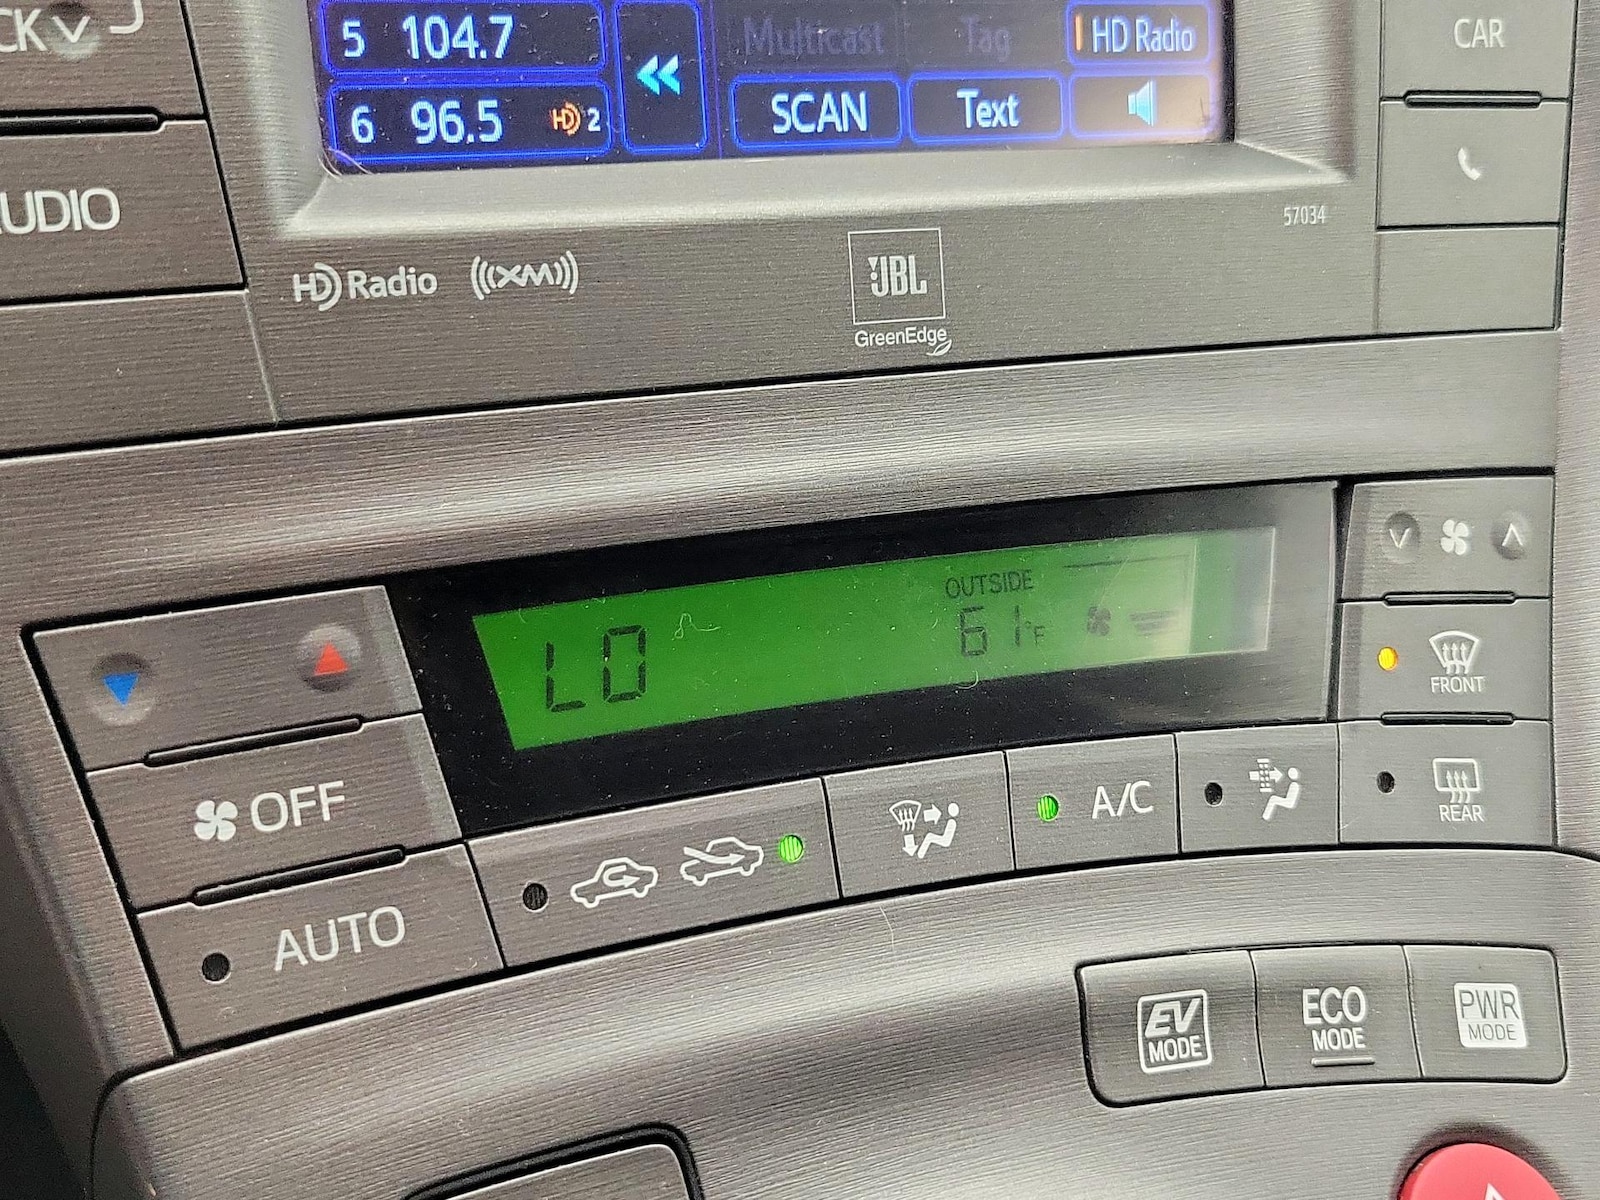 CK
5 104.7
Multicast
Tag
HD Radio
CAR
6 96.5 HD 2
SCAN
Text
UDIO
57034
HD Radio
((XM))
JBL
GreenEdge
LO
OUTSIDE
61°F
FRONT
OFF
A/C
REAR
AUTO
EV
MODE
ECO
MODE
PWR
MODE